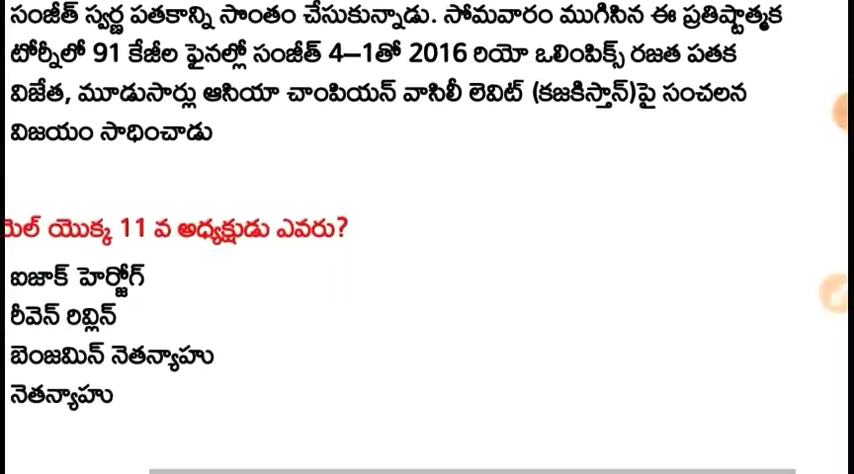 సంజీత్ స్వర్ణ పతకాన్ని సొంతం చేసుకున్నాడు. సోమవారం ముగిసిన ఈ ప్రతిష్టాత్మక
టోర్నీలో 91 కేజీల ఫైనల్లో సంజీత్ 4–1తో 2016 రియో ఒలింపిక్స్ రజత పతక
విజేత, మూడుసార్లు ఆసియా చాంపియన్ వాసిలీ లెవిట్ (కజకిస్తాన్)పై సంచలన
విజయం సాధించాడు
యెల్ యొక్క 11 వ అధ్యక్షుడు ఎవరు?
ఐజాక్ హెర్జోగ్
రీవెన్ రివ్లిన్
బెంజమిన్ నెతన్యాహు
నెతన్యాహు